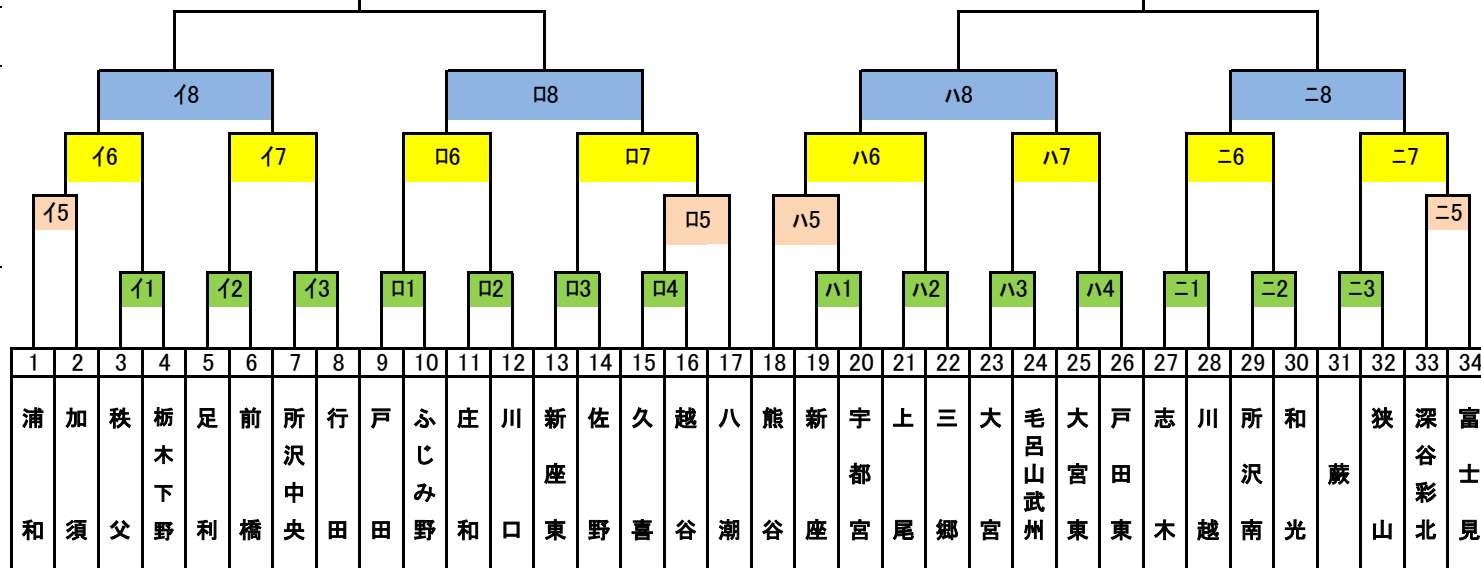 イ8 ロ8 ハ8 ニ8
イ6 イ7 ロ6 ロ7 ハ6 ハ7 ニ6 ニ7
イ5 ロ5 ハ5 ニ5
イ1 イ2 イ3 ロ1 ロ2 ロ3 ロ4 ハ1 ハ2 ハ3 ハ4 ニ1 ニ2 ニ3
1 2 3 4 5 6 7 8 9 10 11 12 13 14 15 16 17 18 19 20 21 22 23 24 25 26 27 28 29 30 31 32 33 34
浦和
加須
秩父
栃木下野
足利
前橋
所沢中央
行田
戸田
ふじみ野
庄和
川口
新座東
佐野
久喜
越谷
八潮
熊谷
新座
宇都宮
上尾
三郷
大宮
毛呂山武州
大宮東
戸田東
志木
川越
所沢南
和光
蕨
狭山
深谷彩北
富士見